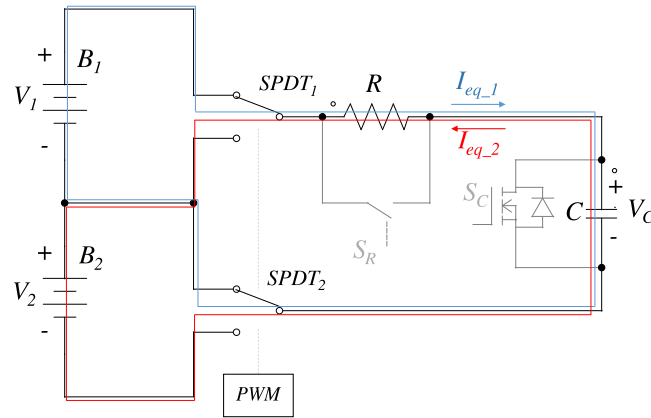 + B1
V1
-
SPDT1
R
Ieq_1
Ieq_2
SR
SC
C
+
VC
-
+ B2
V2
-
SPDT2
PWM